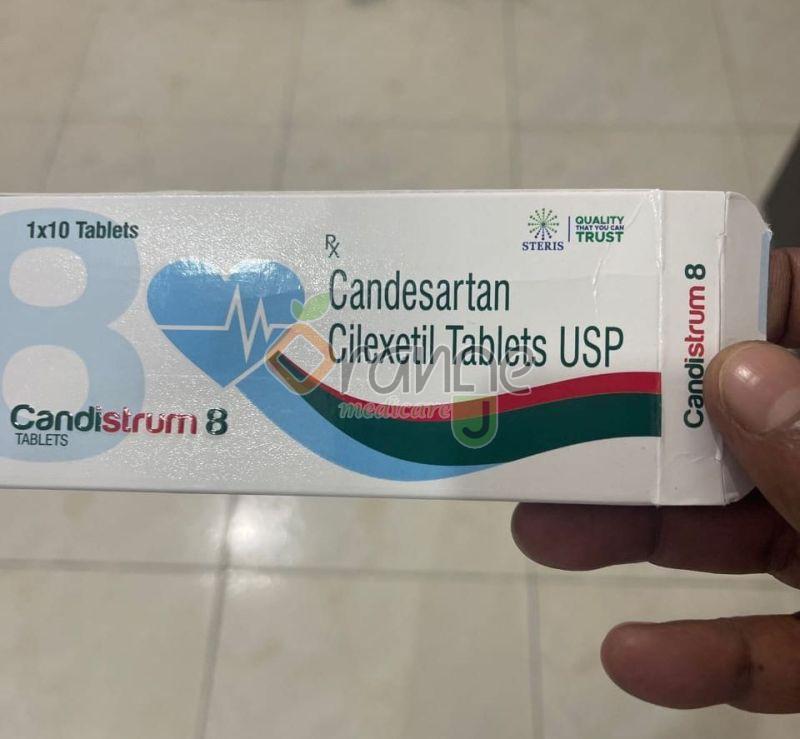 1x10 Tablets
8
Rx
Candesartan
Cilexetil Tablets USP
STERIS
QUALITY
THAT YOU CAN
TRUST
Candistrum 8
TABLETS
Candistrum 8
Orange
medicare